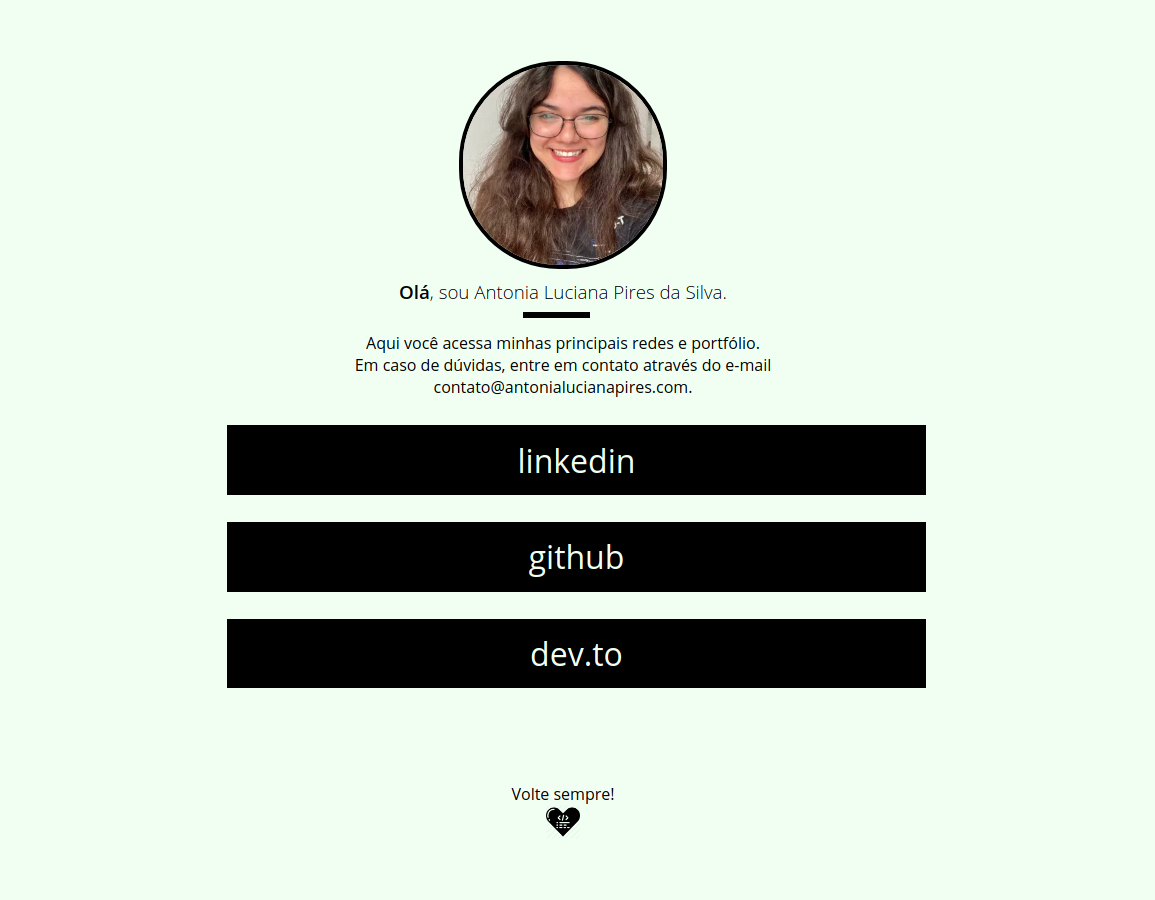 Olá, sou Antonia Luciana Pires da Silva.
Aqui você acessa minhas principais redes e portfólio.
Em caso de dúvidas, entre em contato através do e-mail
contato@antonialucianapires.com.
linkedin
github
dev.to
Volte sempre!